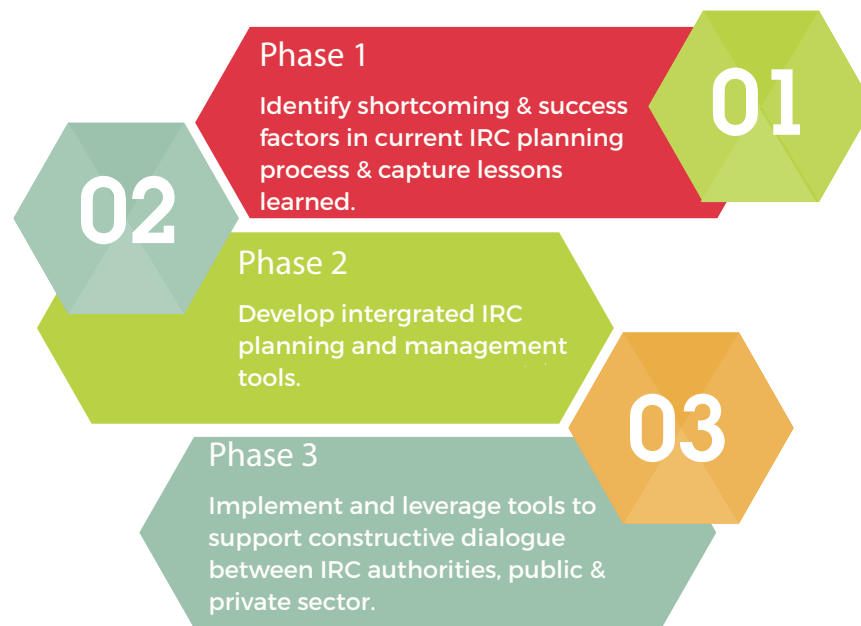 Phase 1
01
Identify shortcoming & success
factors in current IRC planning
process & capture lessons
learned.
02
Phase 2
Develop intergrated IRC
planning and management
tools.
03
Phase 3
Implement and leverage tools to
support constructive dialogue
between IRC authorities, public &
private sector.